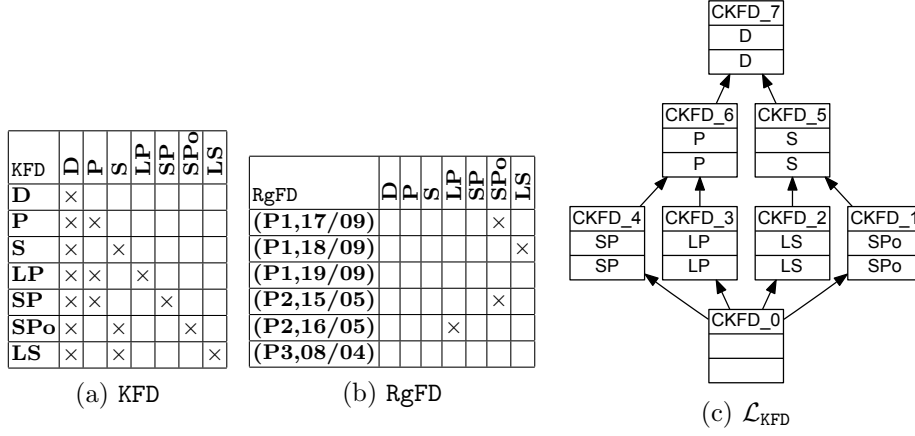 KFD D P S LP SP SPo LS
D ×
P × ×
S × ×
LP × × ×
SP × × ×
SPo × × ×
LS × × ×
(a) KFD
RgFD D P S LP SP SPo LS
(P1,17/09) ×
(P1,18/09) ×
(P1,19/09)
(P2,15/05) ×
(P2,16/05) ×
(P3,08/04)
(b) RgFD
CKFD_7
D
D
CKFD_6 CKFD_5
P S
P S
CKFD_4 CKFD_3 CKFD_2 CKFD_1
SP LP LS SPo
SP LP LS SPo
CKFD_0
(c) ℒKFD